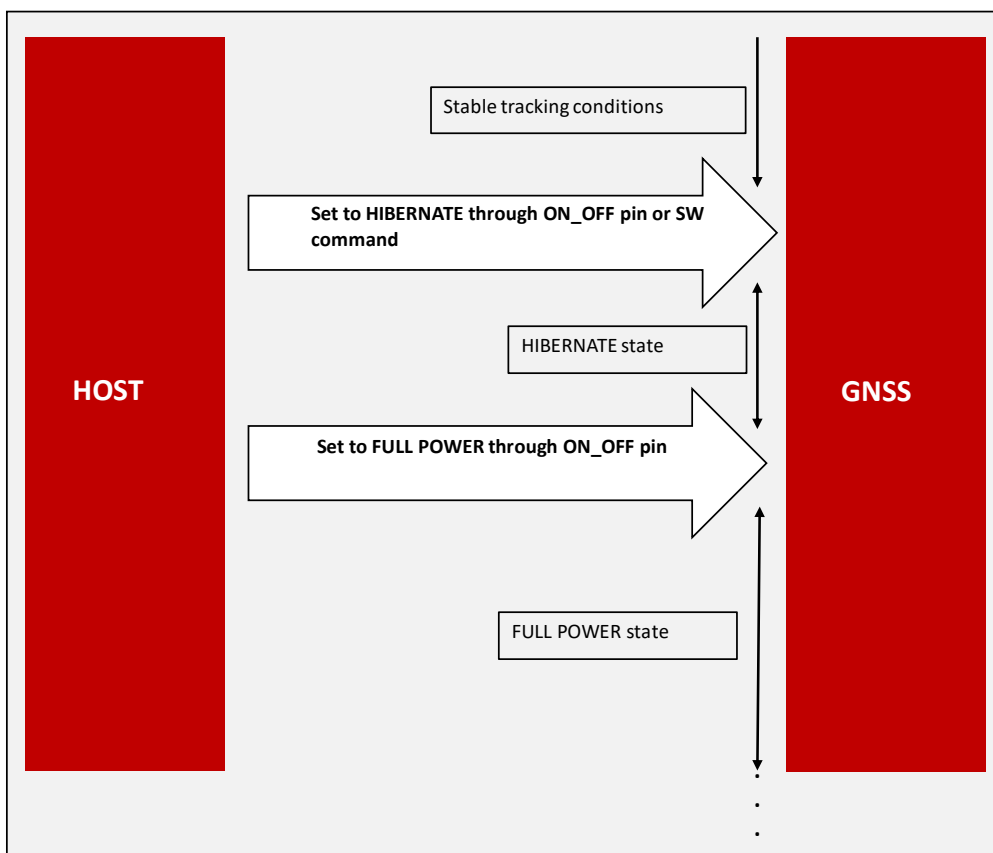 Stable tracking conditions
Set to HIBERNATE through ON_OFF pin or SW
command
HIBERNATE state
HOST
GNSS
Set to FULL POWER through ON_OFF pin
FULL POWER state